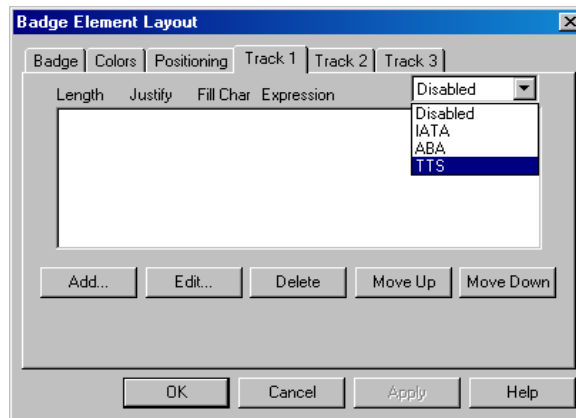 Badge Element Layout
Badge Colors Positioning Track 1 Track 2 Track 3
Length Justify Fill Char Expression Disabled
Disabled
IATA
ABA
TTS
Add... Edit... Delete Move Up Move Down
OK Cancel Apply Help